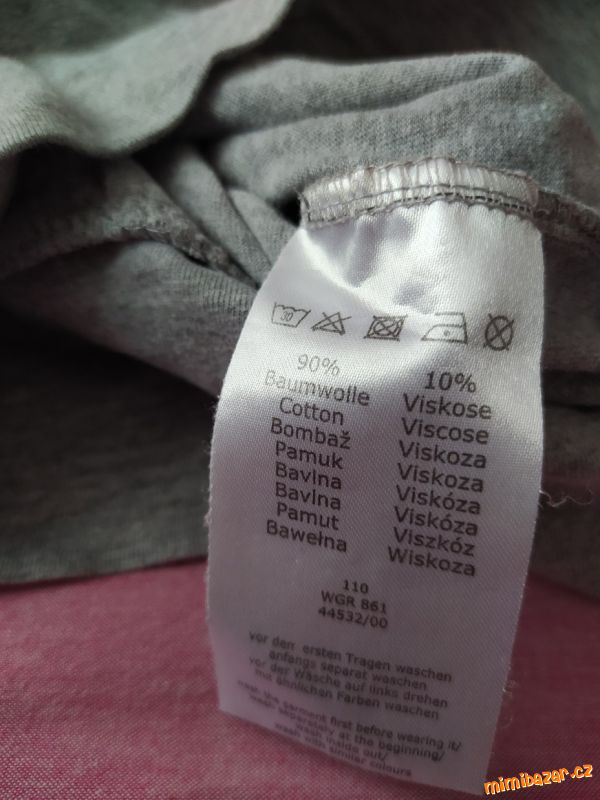 30
90%
Baumwolle
Cotton
Bombaž
Pamuk
Bavlna
Bavlna
Pamut
Bawełna
10%
Viskose
Viscose
Viskoza
Viskoza
Viskóza
Viskóza
Viszkóz
Wiskoza
110
WGR 861
44532/00
vor dem ersten Tragen waschen
anfangs separat waschen
vor der Wäsche auf links drehen
mit ähnlichen Farben waschen
wash the garment first before wearing it/
wash separately at the beginning/
wash inside out/
wash with similar colours
mimibazar.cz